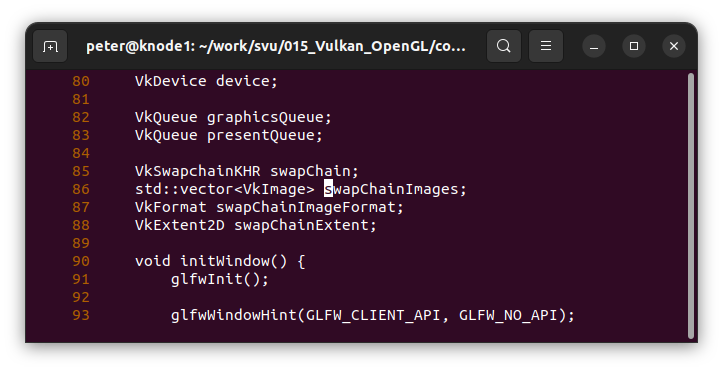 peter@knode1: ~/work/svu/015_Vulkan_OpenGL/co…
80     VkDevice device;
81
82     VkQueue graphicsQueue;
83     VkQueue presentQueue;
84
85     VkSwapchainKHR swapChain;
86     std::vector<VkImage> swapChainImages;
87     VkFormat swapChainImageFormat;
88     VkExtent2D swapChainExtent;
89
90     void initWindow() {
91         glfwInit();
92
93         glfwWindowHint(GLFW_CLIENT_API, GLFW_NO_API);